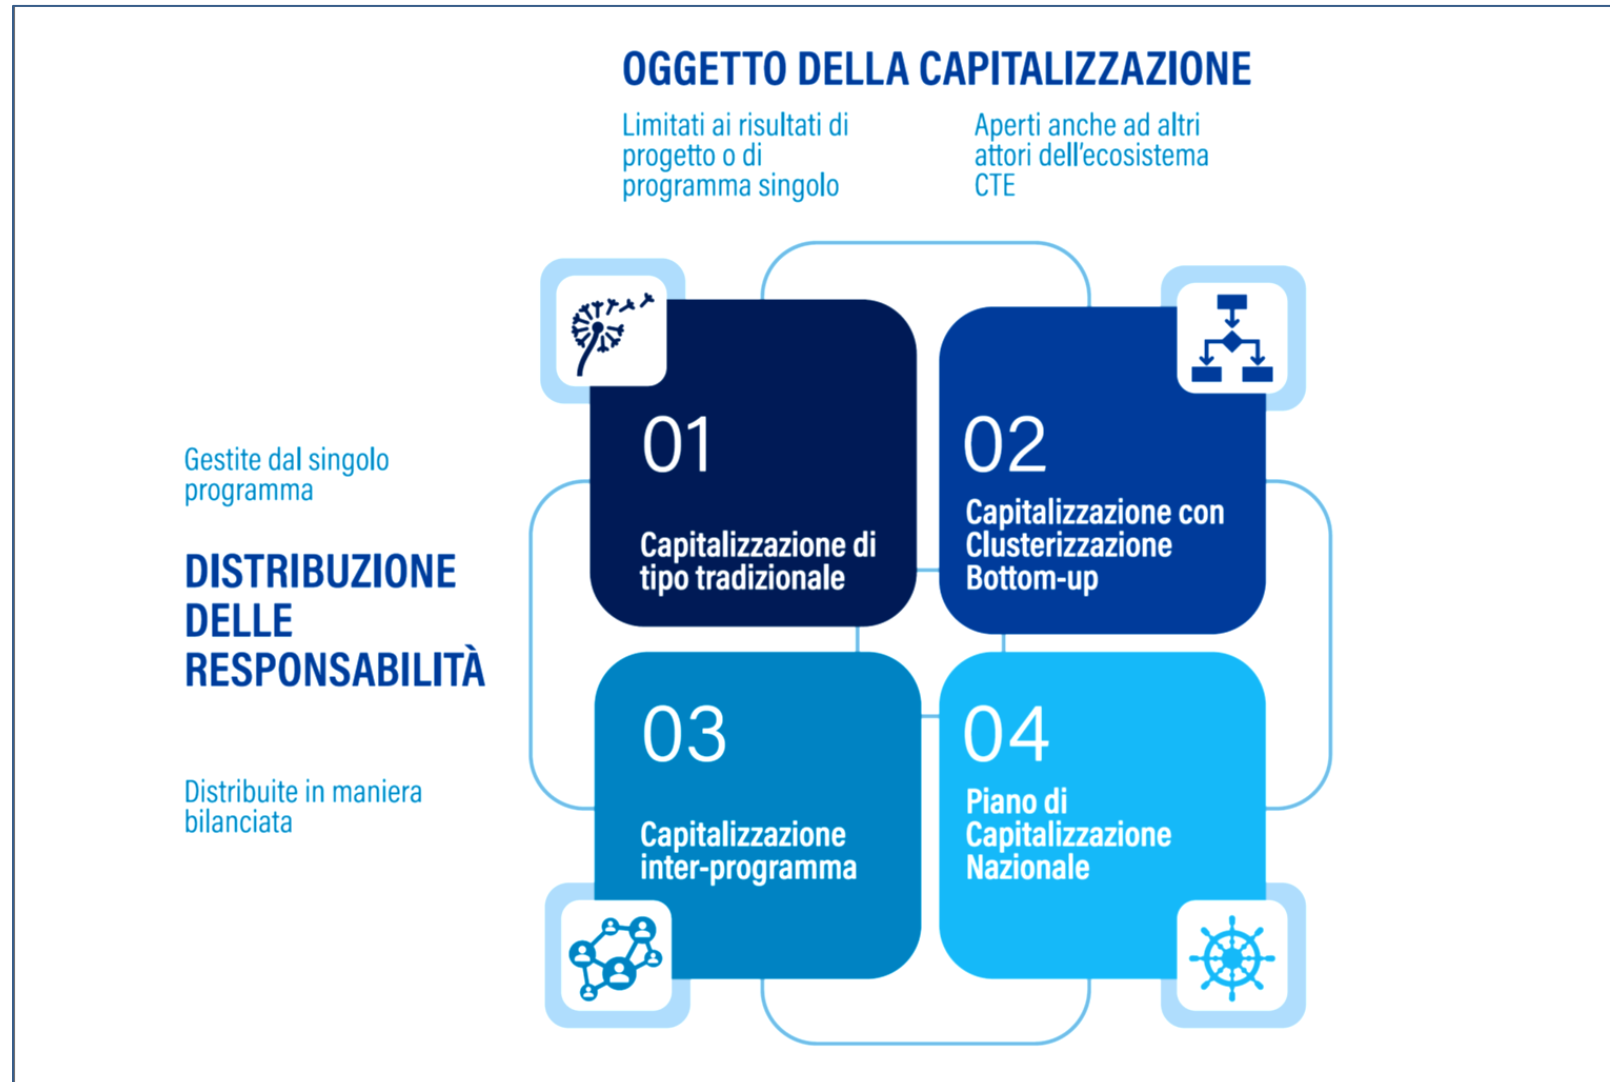 OGGETTO DELLA CAPITALIZZAZIONE
Limitati ai risultati di
progetto o di
programma singolo
Aperti anche ad altri
attori dell'ecosistema
CTE
Gestite dal singolo
programma
DISTRIBUZIONE
DELLE
RESPONSABILITÀ
Distribuite in maniera
bilanciata
01
Capitalizzazione di
tipo tradizionale
02
Capitalizzazione con
Clusterizzazione
Bottom-up
03
Capitalizzazione
inter-programma
04
Piano di
Capitalizzazione
Nazionale